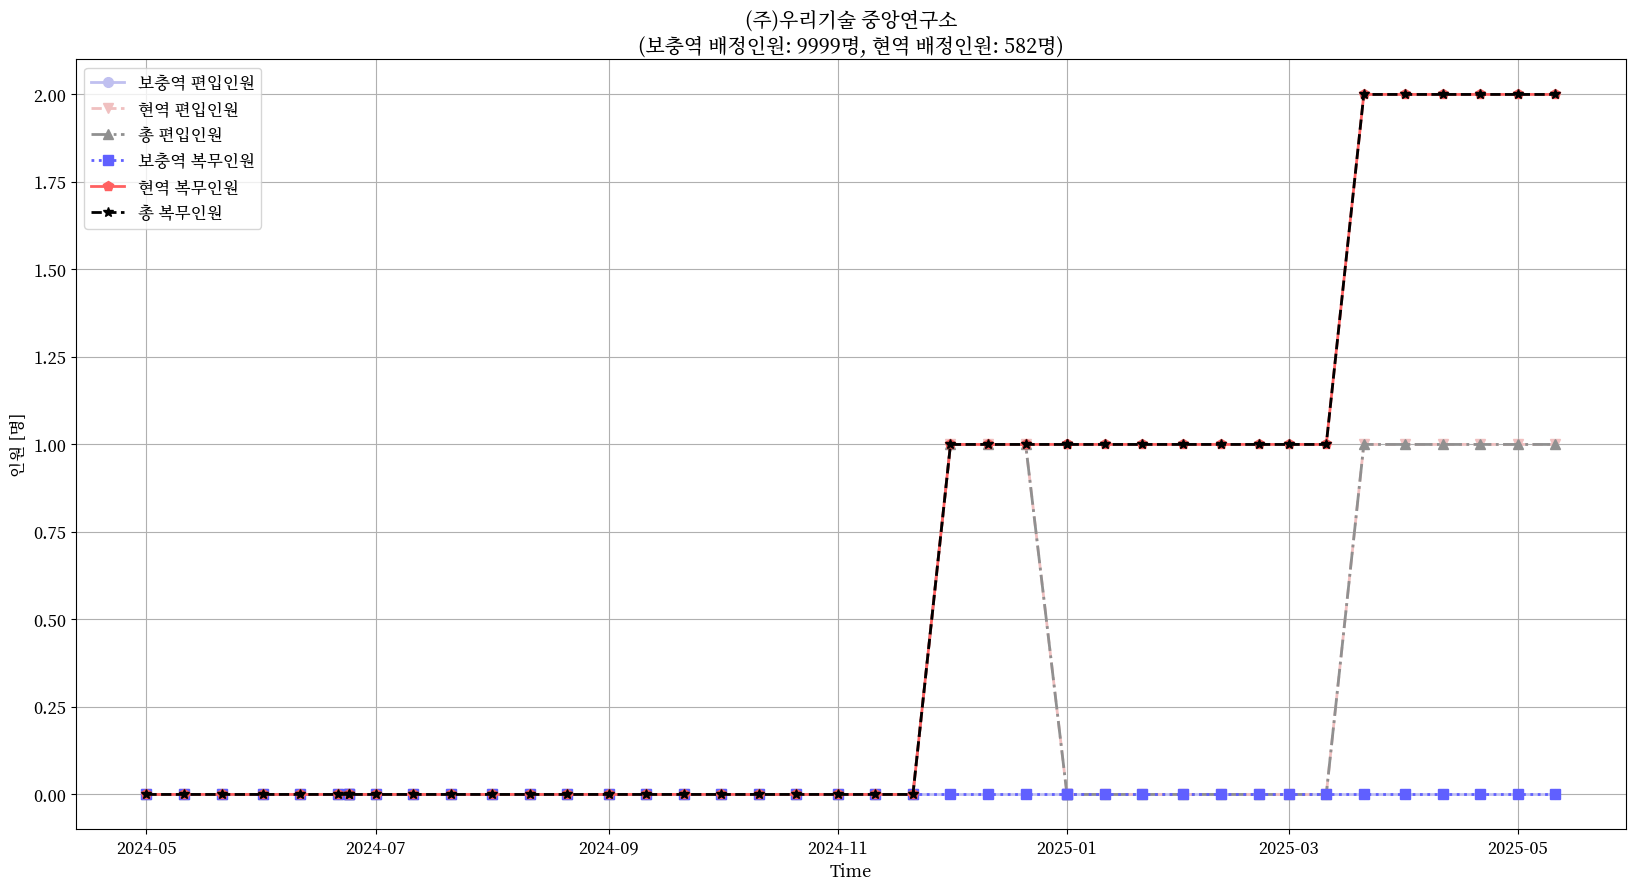 (주)우리기술 중앙연구소
(보충역 배정인원: 9999명, 현역 배정인원: 582명)
보충역 편입인원
현역 편입인원
총 편입인원
보충역 복무인원
현역 복무인원
총 복무인원
2.00
1.75
1.50
1.25
1.00
0.75
0.50
0.25
0.00
인원 [명]
2024-05 2024-07 2024-09 2024-11 2025-01 2025-03 2025-05
Time